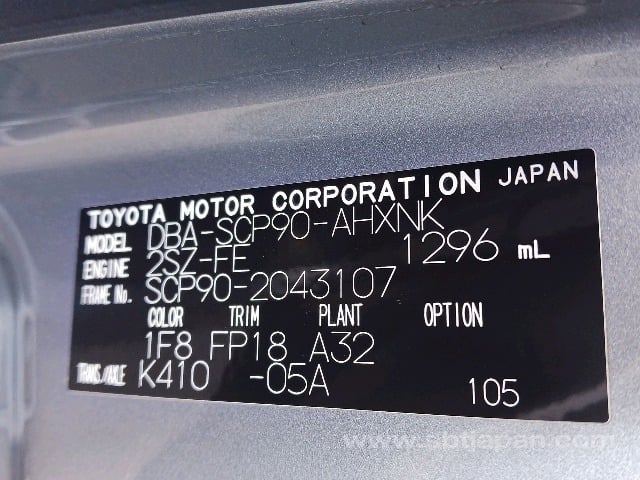 TOYOTA MOTOR CORPORATION JAPAN
MODEL DBA-SCP90-AHXNK
ENGINE 2SZ-FE 1296 mL
FRAME No. SCP90-2043107
COLOR TRIM PLANT OPTION
1F8 FP18 A32
TRANS./AXLE K410 -05A 105
www.sbtjapan.com